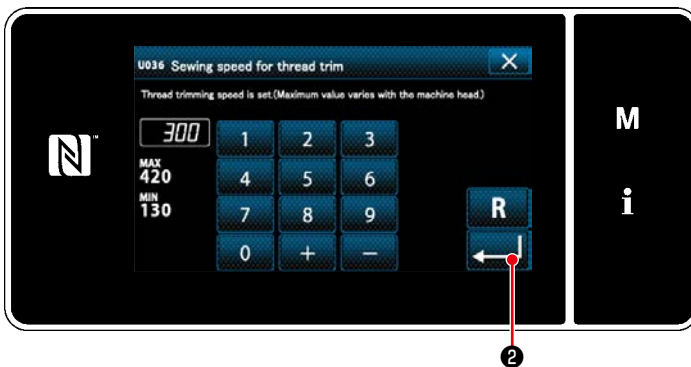 U036 Sewing speed for thread trim
Thread trimming speed is set.(Maximum value varies with the machine head.)
300
1 2 3
MAX
420
4 5 6
MIN
130
7 8 9
R
0 + −
N
™
M
i
❷